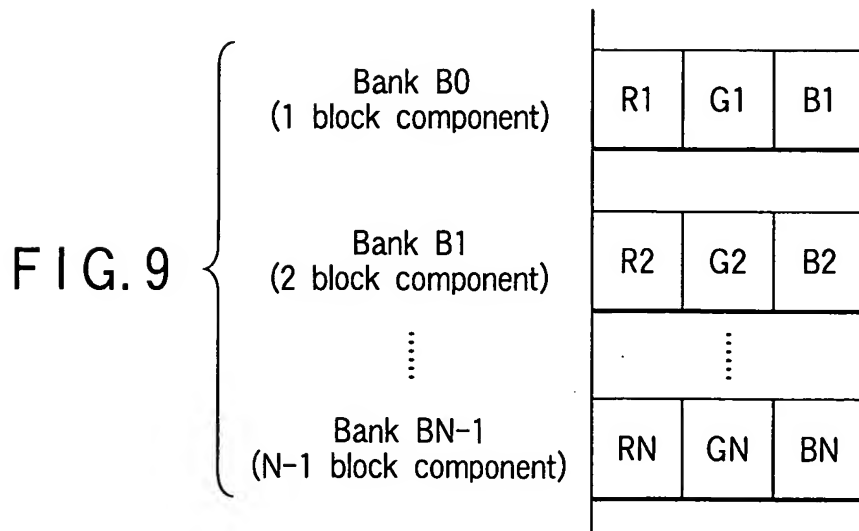 FIG. 9
Bank B0
(1 block component)
R1 G1 B1
Bank B1
(2 block component)
R2 G2 B2
Bank BN-1
(N-1 block component)
RN GN BN